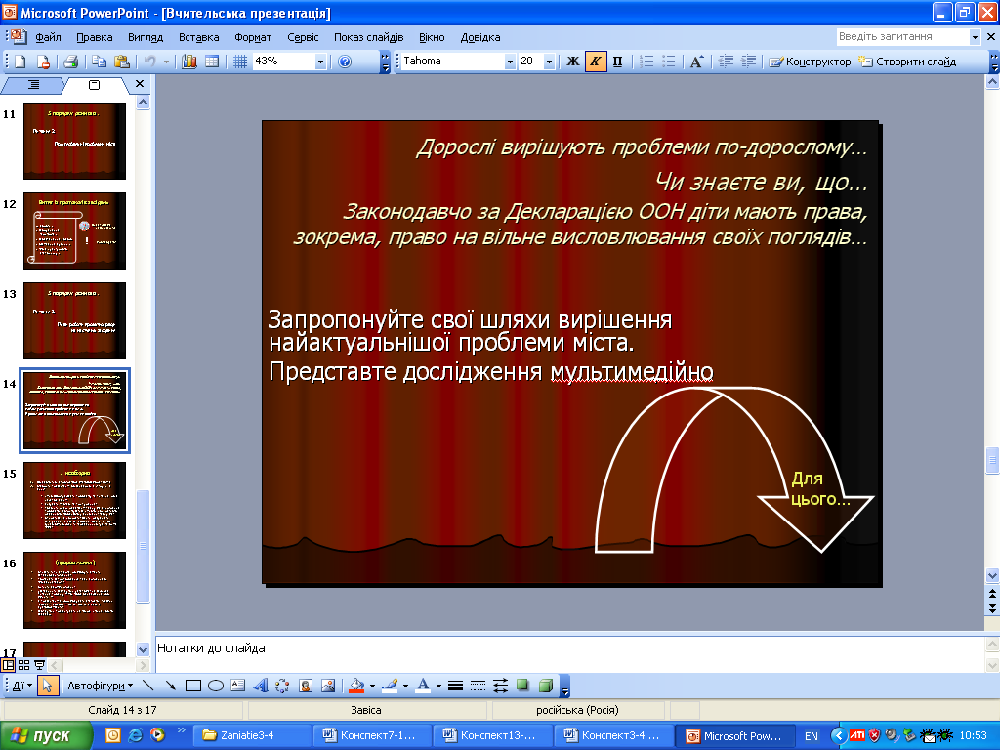 Microsoft PowerPoint - [Вчительська презентація]
Файл Правка Вигляд Вставка Формат Сервіс Показ слайдів Вікно Довідка Введіть запитання
43% Tahoma 20 Ж К П Конструктор Створити слайд
11
12
13
14
15
16
17
(продовження)
Дорослі вирішують проблеми по-дорослому...
Чи знаєте ви, що...
Законодавчо за Декларацією ООН діти мають права,
зокрема, право на вільне висловлювання своїх поглядів...
Запропонуйте свої шляхи вирішення
найактуальнішої проблеми міста.
Представте дослідження мультимедійно
Для
цього...
Нотатки до слайда
Дії Автофігури
Слайд 14 з 17 Завіса російська (Росія)
пуск Zaniatie3-4 Конспект7-1... Конспект13-... Конспект3-4 ... Microsoft Pow... EN ATI 10:53